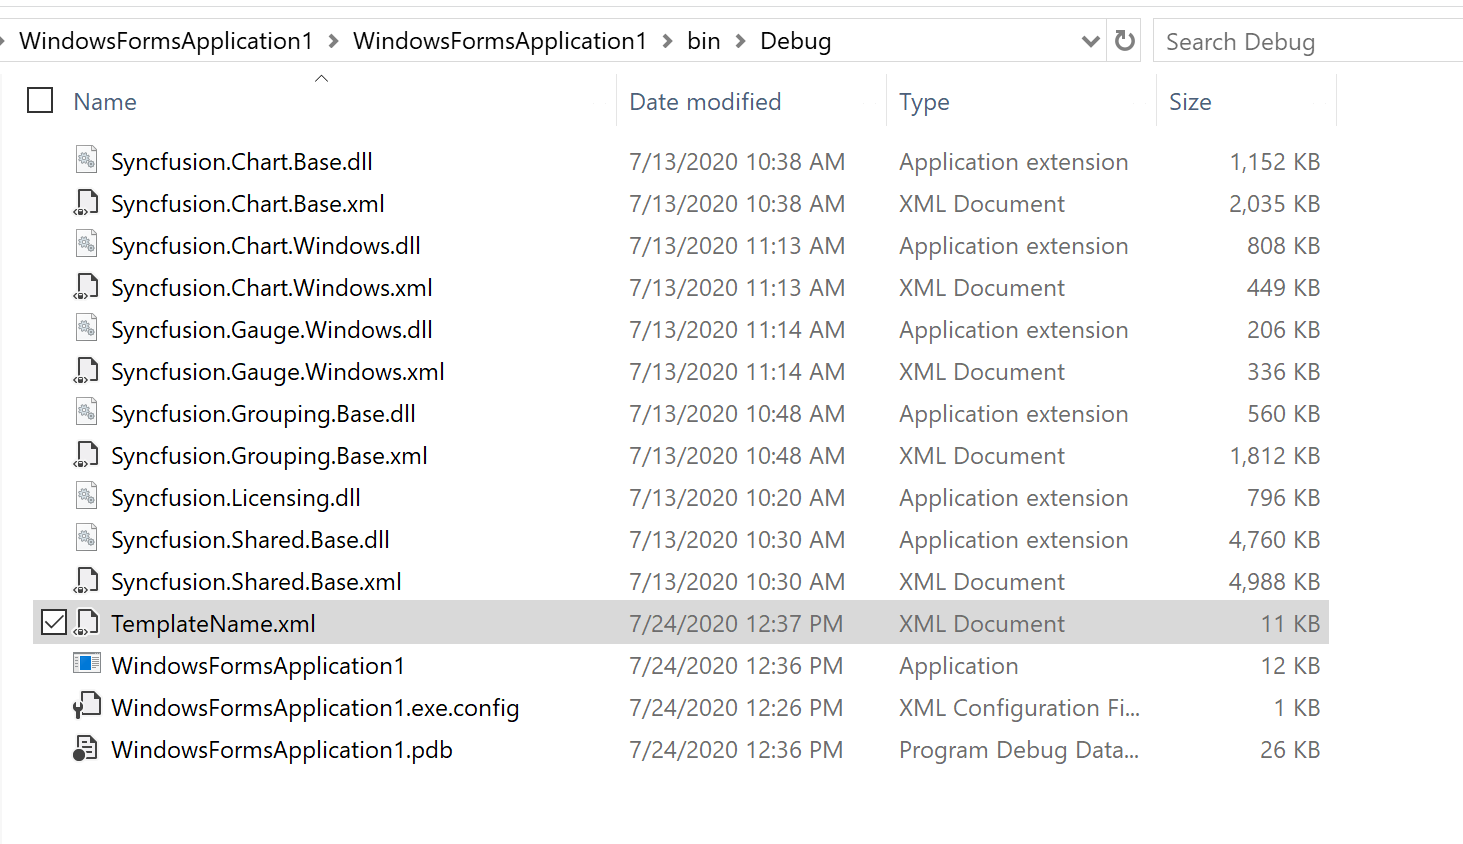 WindowsFormsApplication1 > WindowsFormsApplication1 > bin > Debug Search Debug
Name Date modified Type Size
Syncfusion.Chart.Base.dll 7/13/2020 10:38 AM Application extension 1,152 KB
Syncfusion.Chart.Base.xml 7/13/2020 10:38 AM XML Document 2,035 KB
Syncfusion.Chart.Windows.dll 7/13/2020 11:13 AM Application extension 808 KB
Syncfusion.Chart.Windows.xml 7/13/2020 11:13 AM XML Document 449 KB
Syncfusion.Gauge.Windows.dll 7/13/2020 11:14 AM Application extension 206 KB
Syncfusion.Gauge.Windows.xml 7/13/2020 11:14 AM XML Document 336 KB
Syncfusion.Grouping.Base.dll 7/13/2020 10:48 AM Application extension 560 KB
Syncfusion.Grouping.Base.xml 7/13/2020 10:48 AM XML Document 1,812 KB
Syncfusion.Licensing.dll 7/13/2020 10:20 AM Application extension 796 KB
Syncfusion.Shared.Base.dll 7/13/2020 10:30 AM Application extension 4,760 KB
Syncfusion.Shared.Base.xml 7/13/2020 10:30 AM XML Document 4,988 KB
TemplateName.xml 7/24/2020 12:37 PM XML Document 11 KB
WindowsFormsApplication1 7/24/2020 12:36 PM Application 12 KB
WindowsFormsApplication1.exe.config 7/24/2020 12:26 PM XML Configuration Fi... 1 KB
WindowsFormsApplication1.pdb 7/24/2020 12:36 PM Program Debug Data... 26 KB